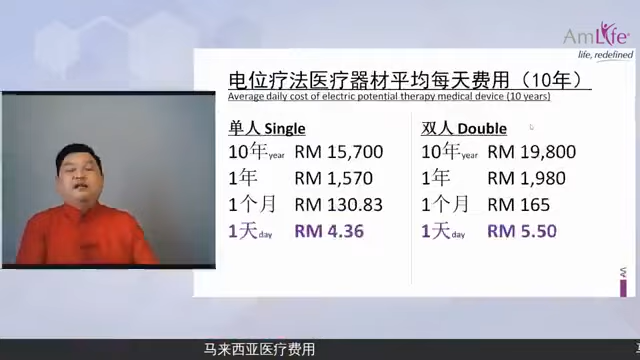 AmLife
life, redefined
电位疗法医疗器材平均每天费用（10年）
Average daily cost of electric potential therapy medical device (10 years)
单人 Single
10年year RM 15,700
1年 RM 1,570
1个月 RM 130.83
1天day RM 4.36
双人 Double
10年year RM 19,800
1年 RM 1,980
1个月 RM 165
1天day RM 5.50
马来西亚医疗费用